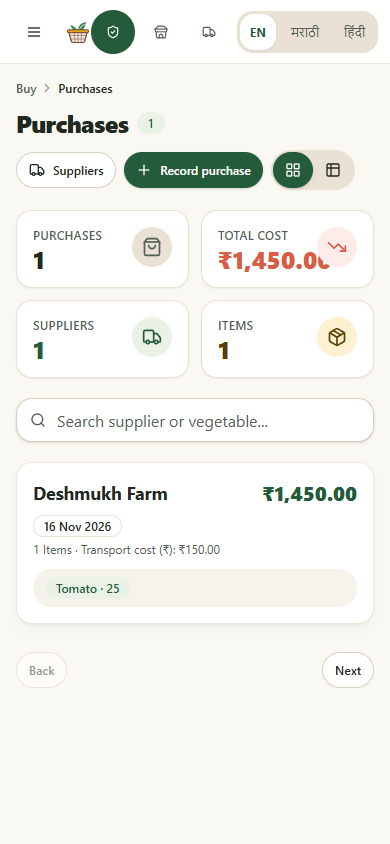 EN मराठी हिंदी
Buy > Purchases
Purchases 1
Suppliers + Record purchase
PURCHASES
1
TOTAL COST
₹1,450.00
SUPPLIERS
1
ITEMS
1
Search supplier or vegetable...
Deshmukh Farm ₹1,450.00
16 Nov 2026
1 Items · Transport cost (₹): ₹150.00
Tomato · 25
Back Next